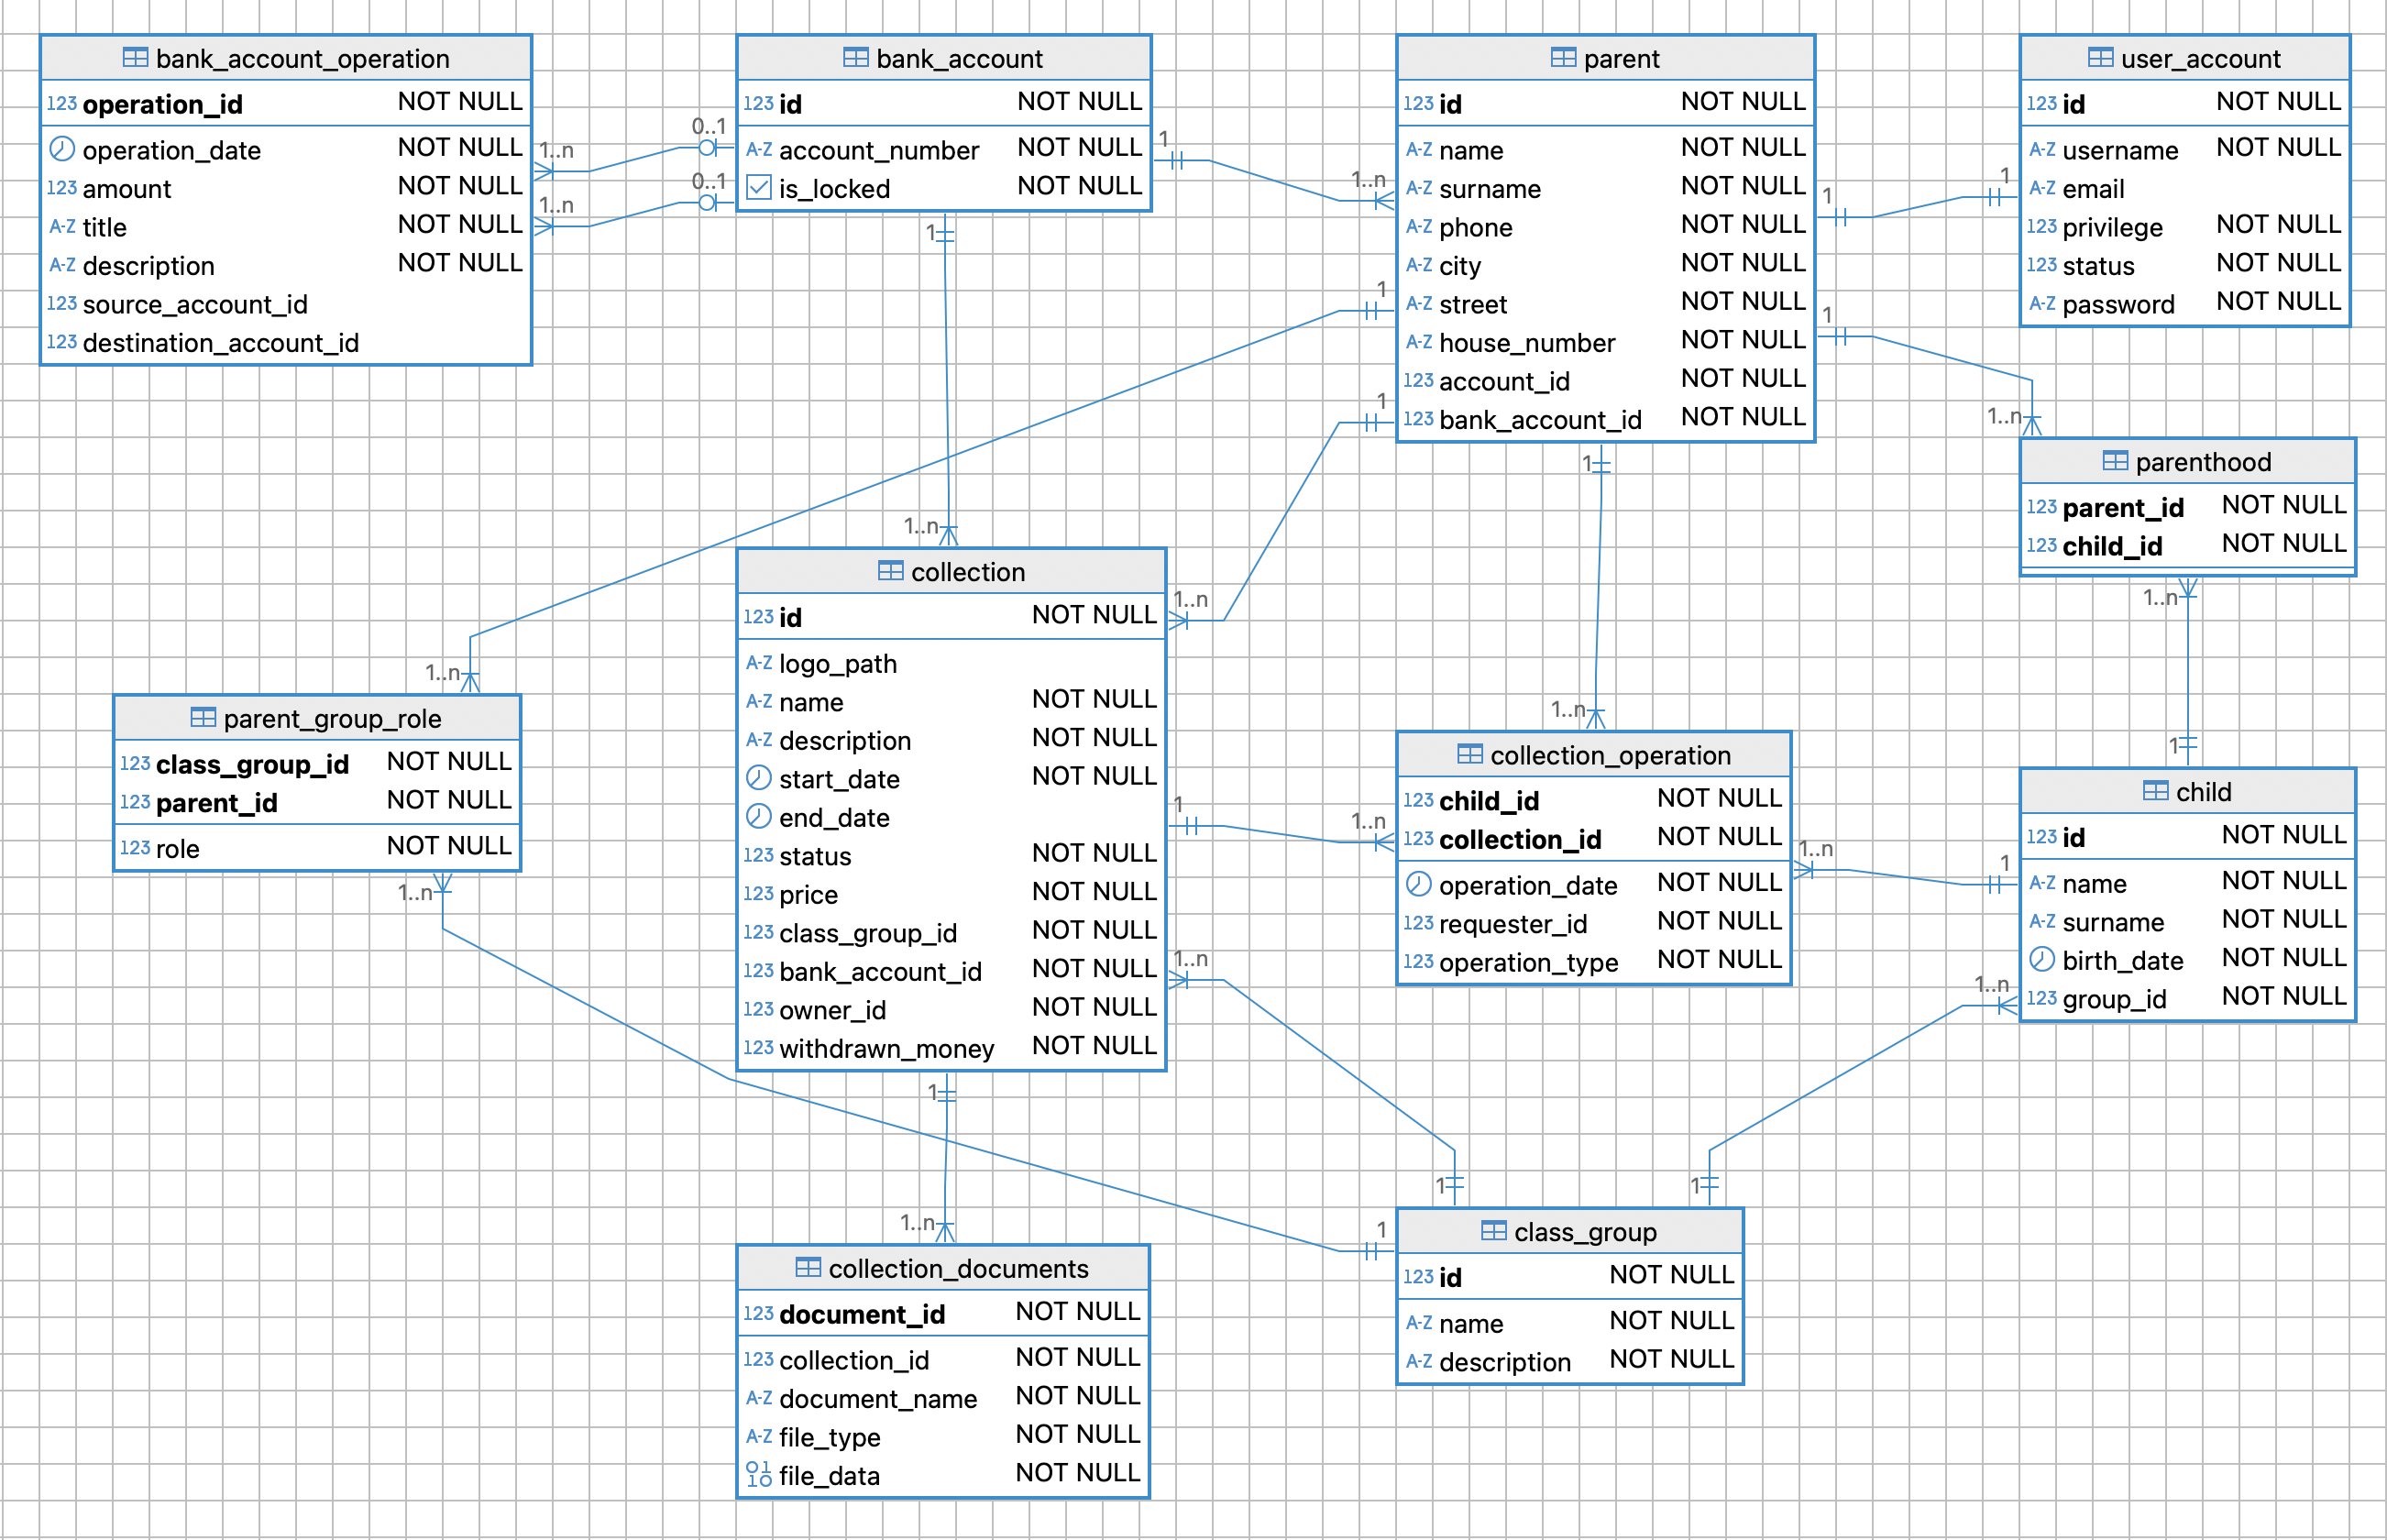 bank_account_operation
123 operation_id NOT NULL
operation_date NOT NULL
123 amount NOT NULL
A-Z title NOT NULL
A-Z description NOT NULL
123 source_account_id
123 destination_account_id
1..n
0..1
1..n
0..1
bank_account
123 id NOT NULL
A-Z account_number NOT NULL
is_locked NOT NULL
1
1..n
1
1..n
parent
123 id NOT NULL
A-Z name NOT NULL
A-Z surname NOT NULL
A-Z phone NOT NULL
A-Z city NOT NULL
A-Z street NOT NULL
A-Z house_number NOT NULL
123 account_id NOT NULL
123 bank_account_id NOT NULL
1
1
1
1
1
1
1..n
user_account
123 id NOT NULL
A-Z username NOT NULL
A-Z email
123 privilege NOT NULL
123 status NOT NULL
A-Z password NOT NULL
parenthood
123 parent_id NOT NULL
123 child_id NOT NULL
1..n
1
collection
123 id NOT NULL
A-Z logo_path
A-Z name NOT NULL
A-Z description NOT NULL
start_date NOT NULL
end_date
123 status NOT NULL
123 price NOT NULL
123 class_group_id NOT NULL
123 bank_account_id NOT NULL
123 owner_id NOT NULL
123 withdrawn_money NOT NULL
1..n
1
1..n
1..n
1
1..n
1..n
parent_group_role
123 class_group_id NOT NULL
123 parent_id NOT NULL
123 role NOT NULL
1..n
1..n
collection_operation
123 child_id NOT NULL
123 collection_id NOT NULL
operation_date NOT NULL
123 requester_id NOT NULL
123 operation_type NOT NULL
1..n
1
child
123 id NOT NULL
A-Z name NOT NULL
A-Z surname NOT NULL
birth_date NOT NULL
123 group_id NOT NULL
1..n
1
1
1
class_group
123 id NOT NULL
A-Z name NOT NULL
A-Z description NOT NULL
collection_documents
123 document_id NOT NULL
123 collection_id NOT NULL
A-Z document_name NOT NULL
A-Z file_type NOT NULL
file_data NOT NULL